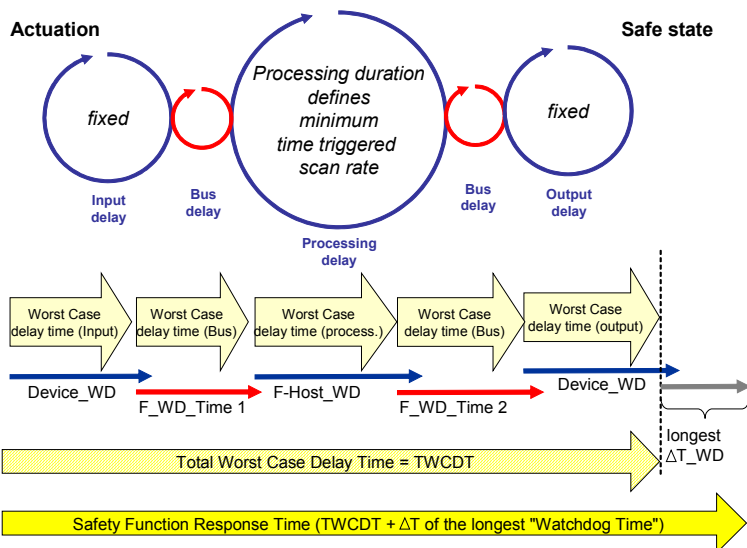 Actuation
Safe state
fixed
Processing duration
defines
minimum
time triggered
scan rate
fixed
Input
delay
Bus
delay
Processing
delay
Bus
delay
Output
delay
Worst Case
delay time (Input)
Worst Case
delay time (Bus)
Worst Case
delay time (process.)
Worst Case
delay time (Bus)
Worst Case
delay time (output)
Device_WD
F_WD_Time 1
F-Host_WD
F_WD_Time 2
Device_WD
longest
ΔT_WD
Total Worst Case Delay Time = TWCDT
Safety Function Response Time (TWCDT + ΔT of the longest "Watchdog Time")